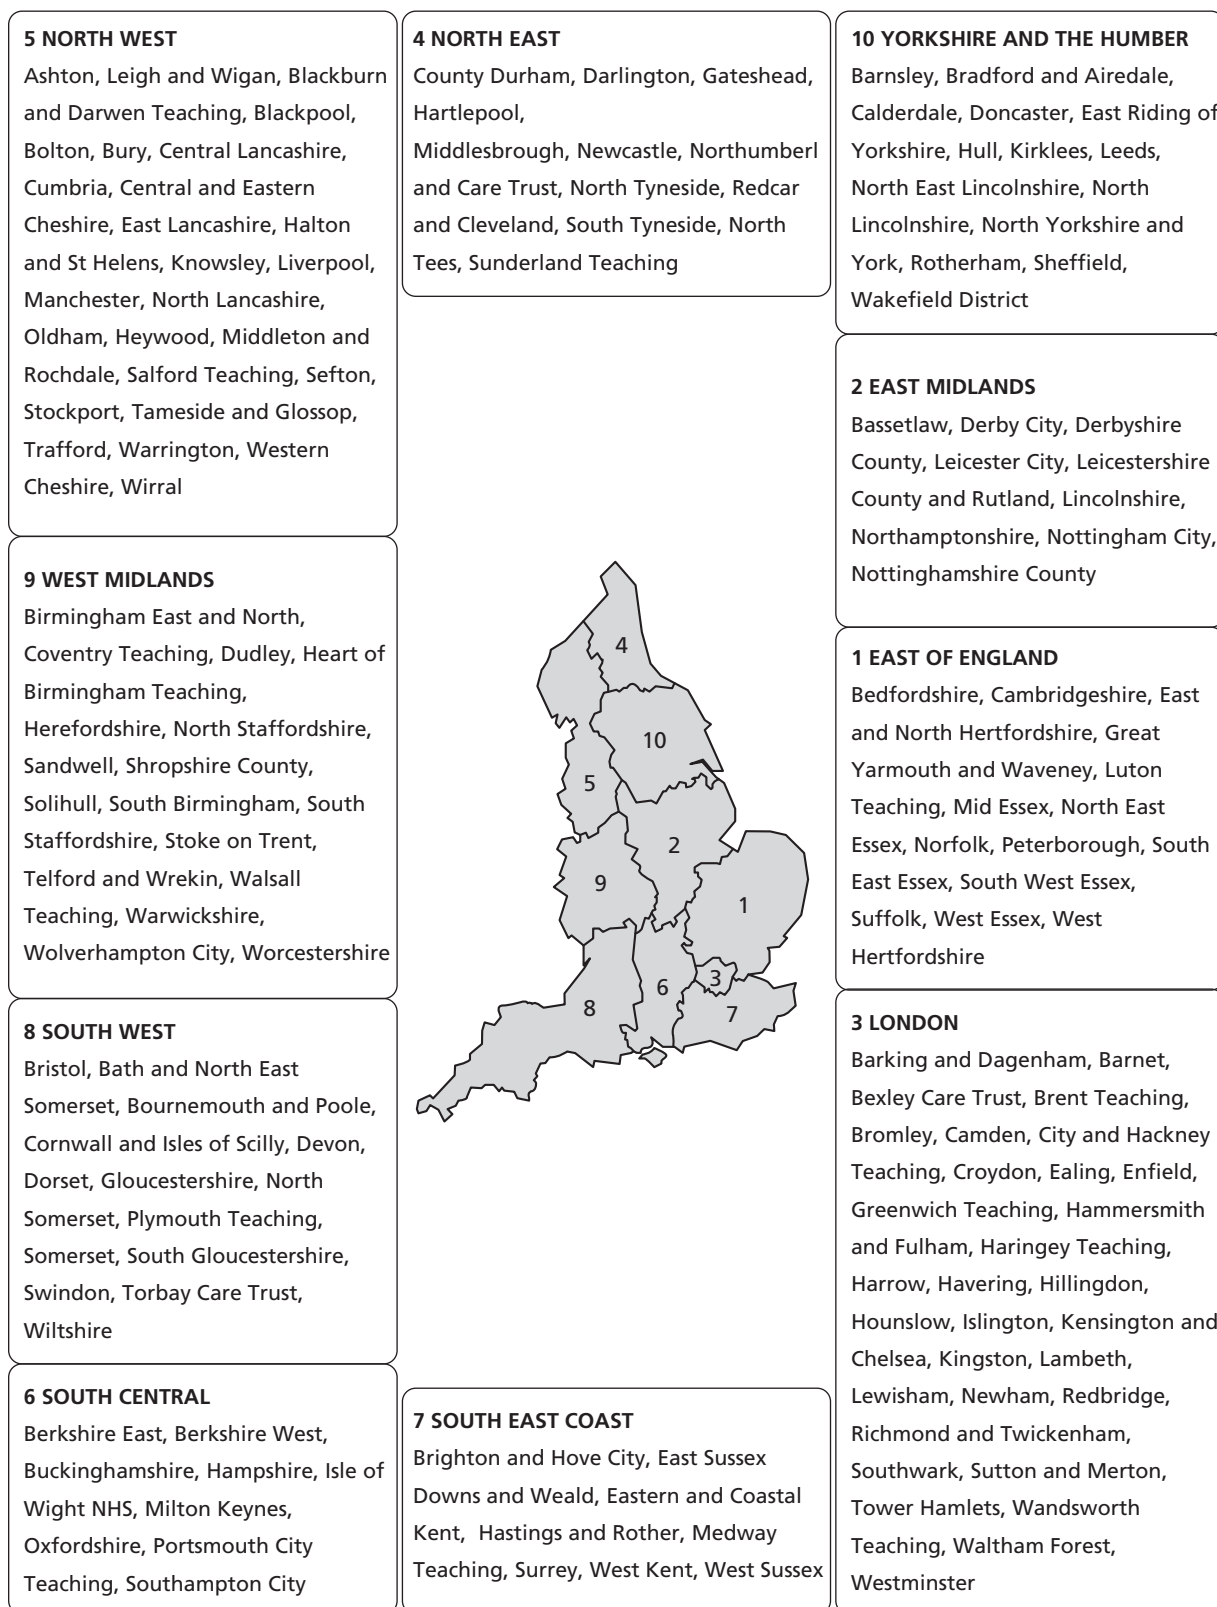 5 NORTH WEST
Ashton, Leigh and Wigan, Blackburn
and Darwen Teaching, Blackpool,
Bolton, Bury, Central Lancashire,
Cumbria, Central and Eastern
Cheshire, East Lancashire, Halton
and St Helens, Knowsley, Liverpool,
Manchester, North Lancashire,
Oldham, Heywood, Middleton and
Rochdale, Salford Teaching, Sefton,
Stockport, Tameside and Glossop,
Trafford, Warrington, Western
Cheshire, Wirral
4 NORTH EAST
County Durham, Darlington, Gateshead,
Hartlepool,
Middlesbrough, Newcastle, Northumberl
and Care Trust, North Tyneside, Redcar
and Cleveland, South Tyneside, North
Tees, Sunderland Teaching
10 YORKSHIRE AND THE HUMBER
Barnsley, Bradford and Airedale,
Calderdale, Doncaster, East Riding of
Yorkshire, Hull, Kirklees, Leeds,
North East Lincolnshire, North
Lincolnshire, North Yorkshire and
York, Rotherham, Sheffield,
Wakefield District
2 EAST MIDLANDS
Bassetlaw, Derby City, Derbyshire
County, Leicester City, Leicestershire
County and Rutland, Lincolnshire,
Northamptonshire, Nottingham City,
Nottinghamshire County
9 WEST MIDLANDS
Birmingham East and North,
Coventry Teaching, Dudley, Heart of
Birmingham Teaching,
Herefordshire, North Staffordshire,
Sandwell, Shropshire County,
Solihull, South Birmingham, South
Staffordshire, Stoke on Trent,
Telford and Wrekin, Walsall
Teaching, Warwickshire,
Wolverhampton City, Worcestershire
4
10
5
2
9
1
3
6
8
7
1 EAST OF ENGLAND
Bedfordshire, Cambridgeshire, East
and North Hertfordshire, Great
Yarmouth and Waveney, Luton
Teaching, Mid Essex, North East
Essex, Norfolk, Peterborough, South
East Essex, South West Essex,
Suffolk, West Essex, West
Hertfordshire
8 SOUTH WEST
Bristol, Bath and North East
Somerset, Bournemouth and Poole,
Cornwall and Isles of Scilly, Devon,
Dorset, Gloucestershire, North
Somerset, Plymouth Teaching,
Somerset, South Gloucestershire,
Swindon, Torbay Care Trust,
Wiltshire
3 LONDON
Barking and Dagenham, Barnet,
Bexley Care Trust, Brent Teaching,
Bromley, Camden, City and Hackney
Teaching, Croydon, Ealing, Enfield,
Greenwich Teaching, Hammersmith
and Fulham, Haringey Teaching,
Harrow, Havering, Hillingdon,
Hounslow, Islington, Kensington and
Chelsea, Kingston, Lambeth,
Lewisham, Newham, Redbridge,
Richmond and Twickenham,
Southwark, Sutton and Merton,
Tower Hamlets, Wandsworth
Teaching, Waltham Forest,
Westminster
6 SOUTH CENTRAL
Berkshire East, Berkshire West,
Buckinghamshire, Hampshire, Isle of
Wight NHS, Milton Keynes,
Oxfordshire, Portsmouth City
Teaching, Southampton City
7 SOUTH EAST COAST
Brighton and Hove City, East Sussex
Downs and Weald, Eastern and Coastal
Kent, Hastings and Rother, Medway
Teaching, Surrey, West Kent, West Sussex